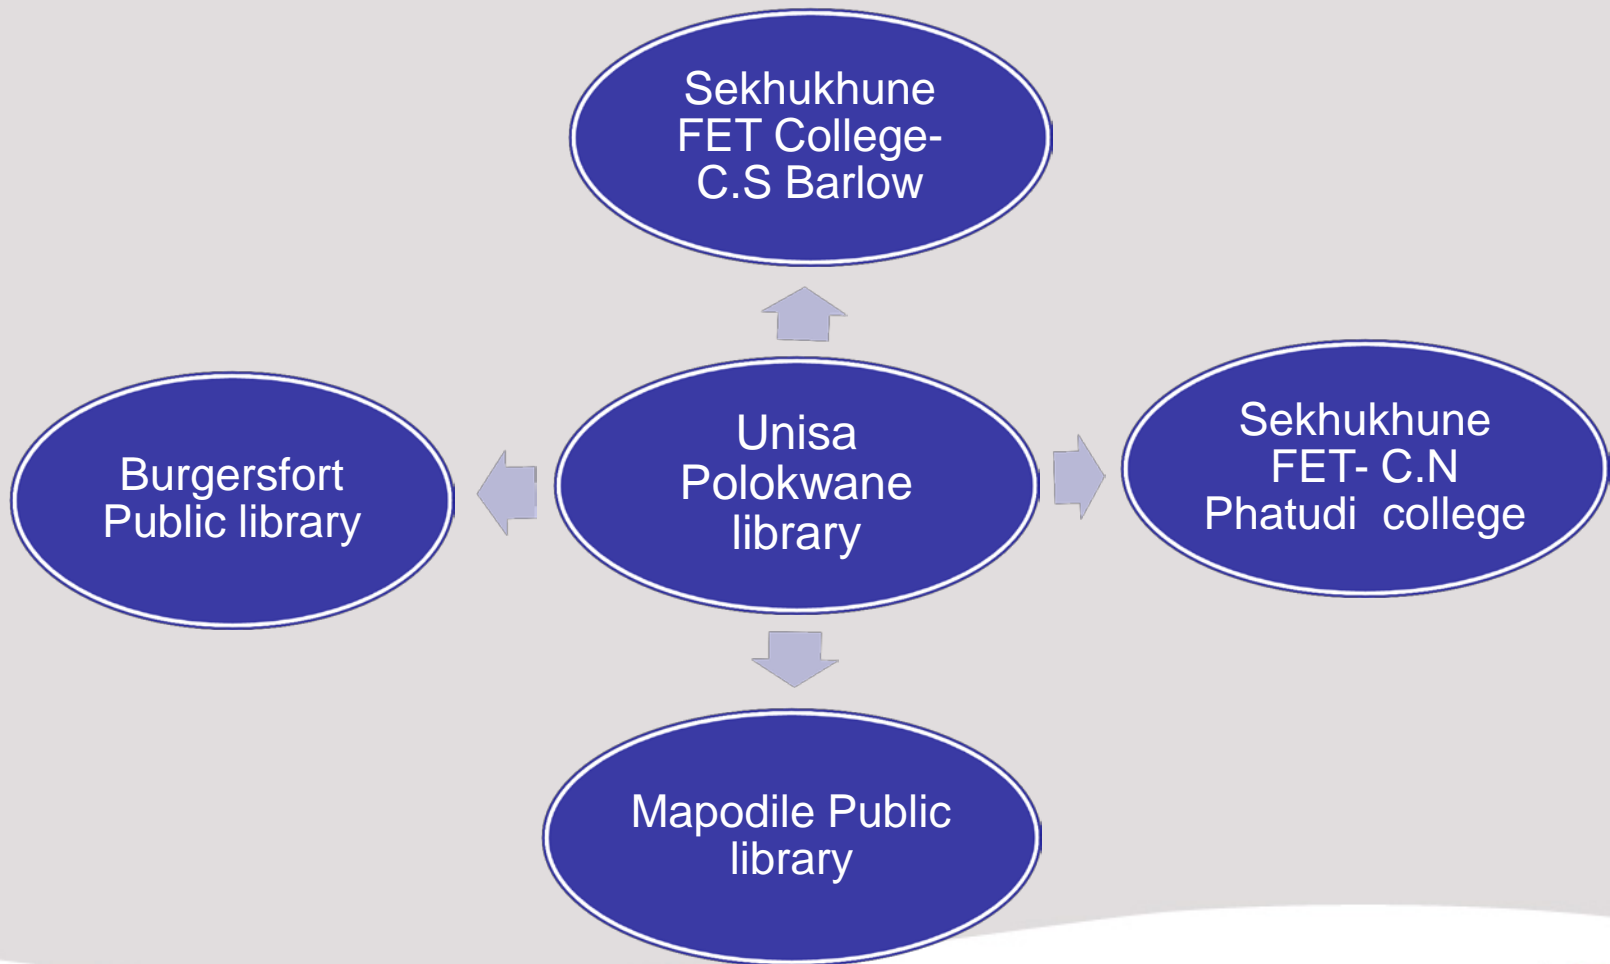 Sekhukhune
FET College-
C.S Barlow
Burgersfort
Public library
Unisa
Polokwane
library
Sekhukhune
FET- C.N
Phatudi college
Mapodile Public
library